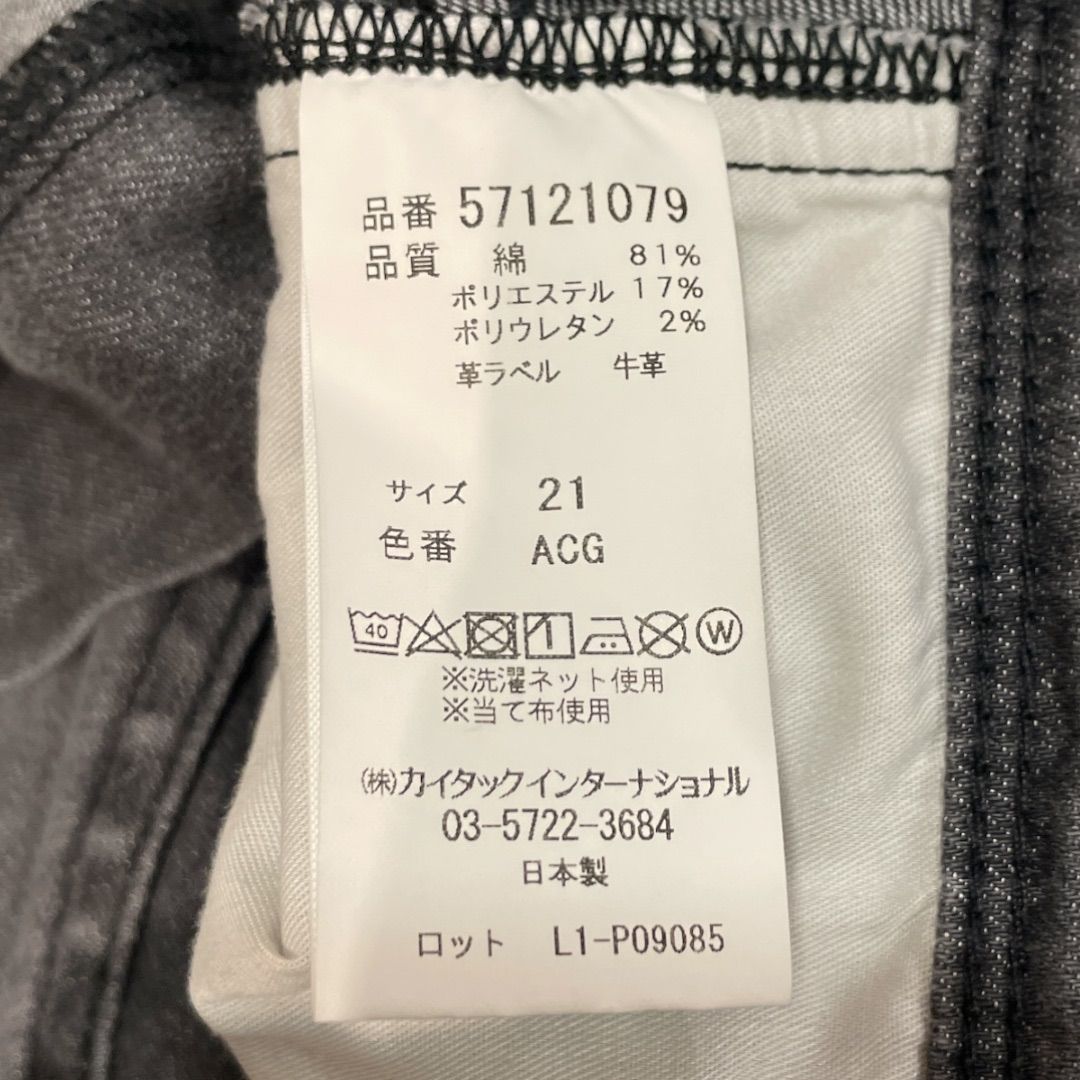 品番 57121079
品質 綿 81%
ポリエステル 17%
ポリウレタン 2%
革ラベル 牛革
サイズ 21
色番 ACG
40 W
※洗濯ネット使用
※当て布使用
(株)カイタックインターナショナル
03-5722-3684
日本製
ロット L1-P09085